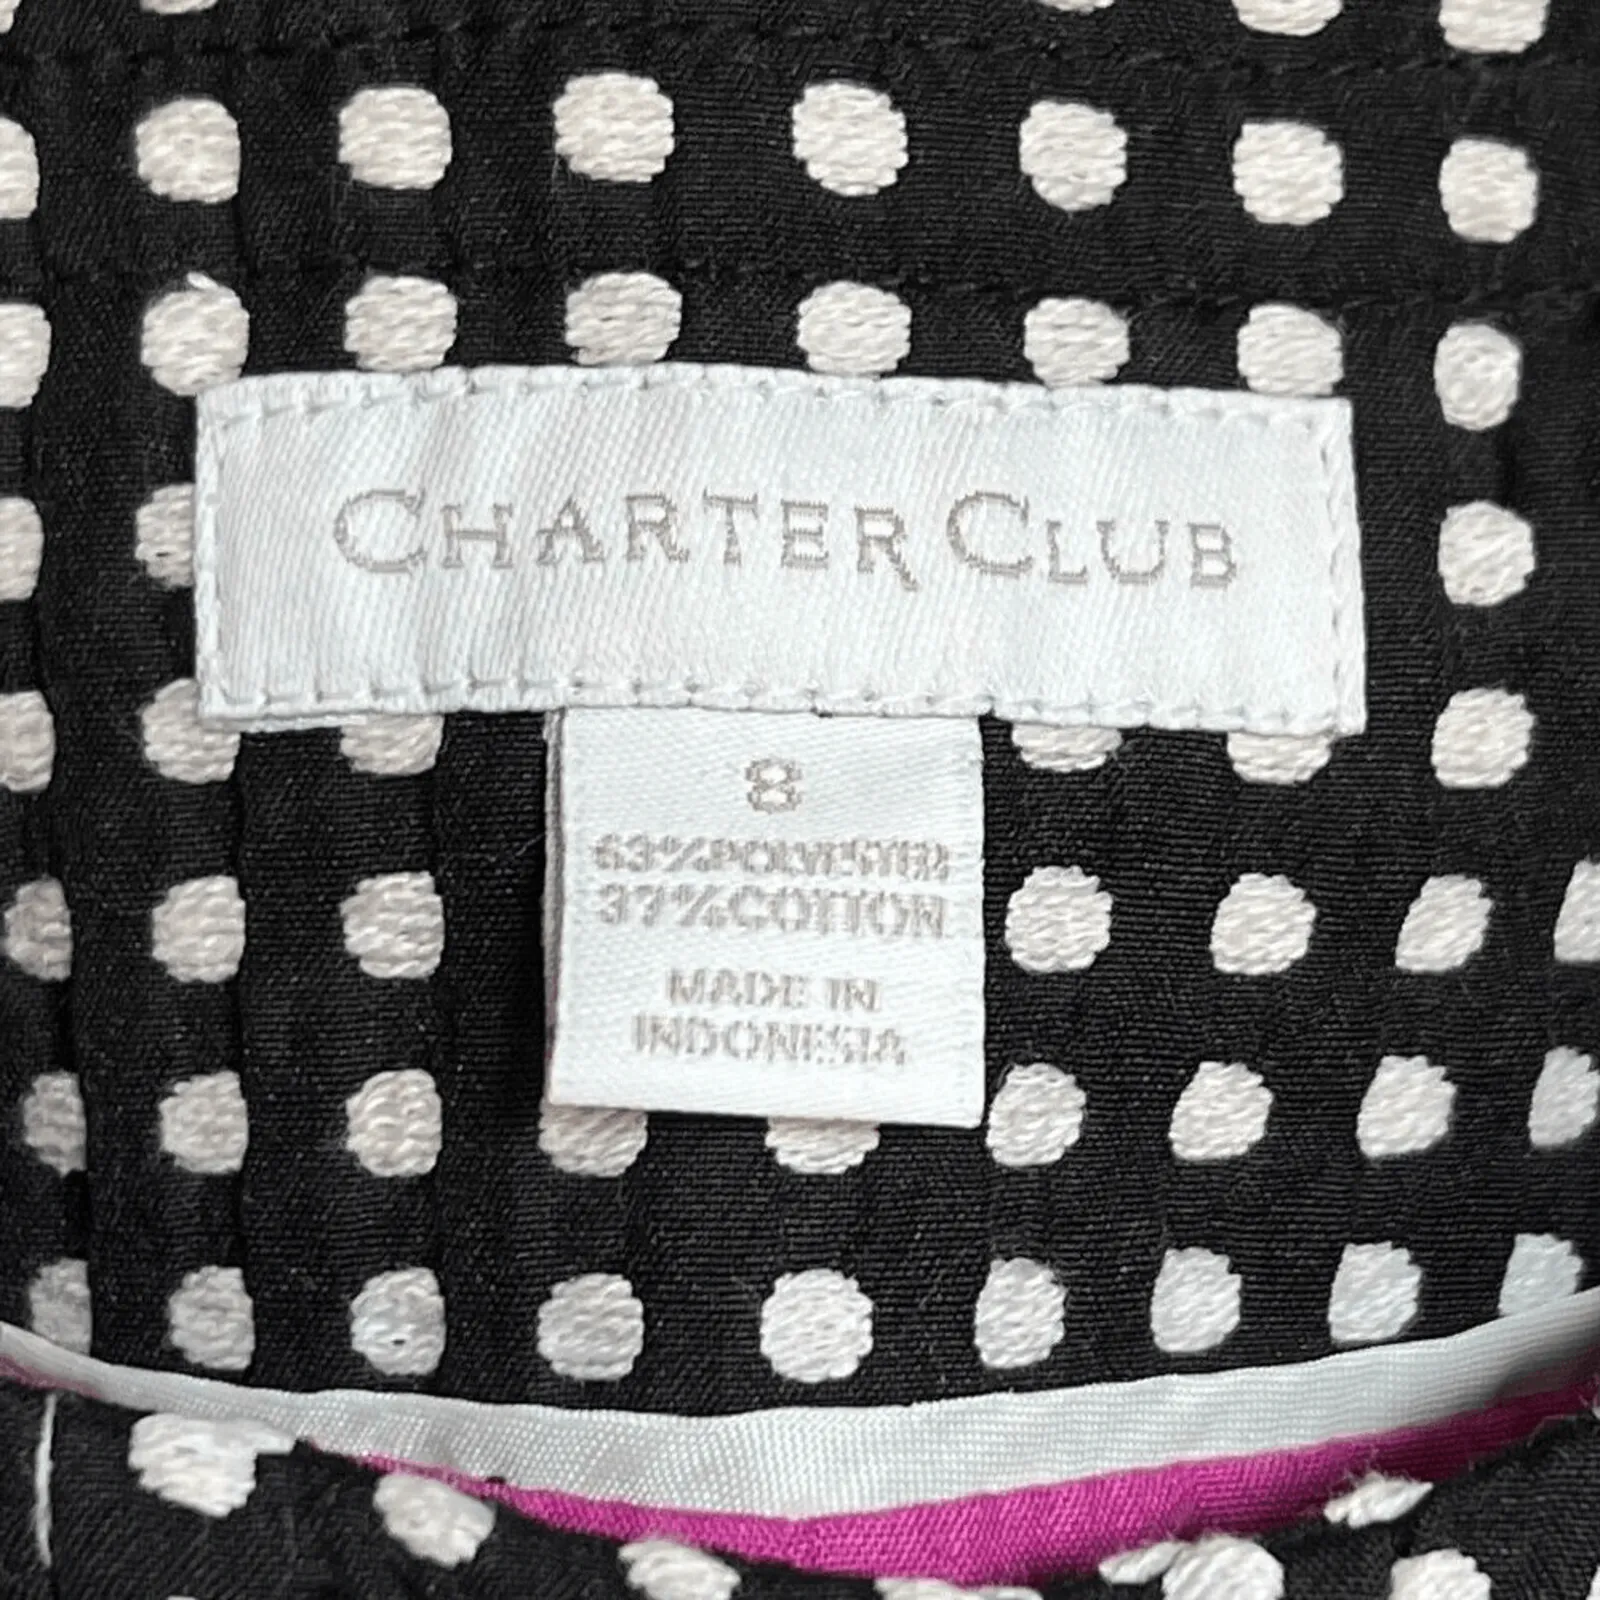 CHARTER CLUB
8
63%POLYESTER
37%COTTON
MADE IN
INDONESIA